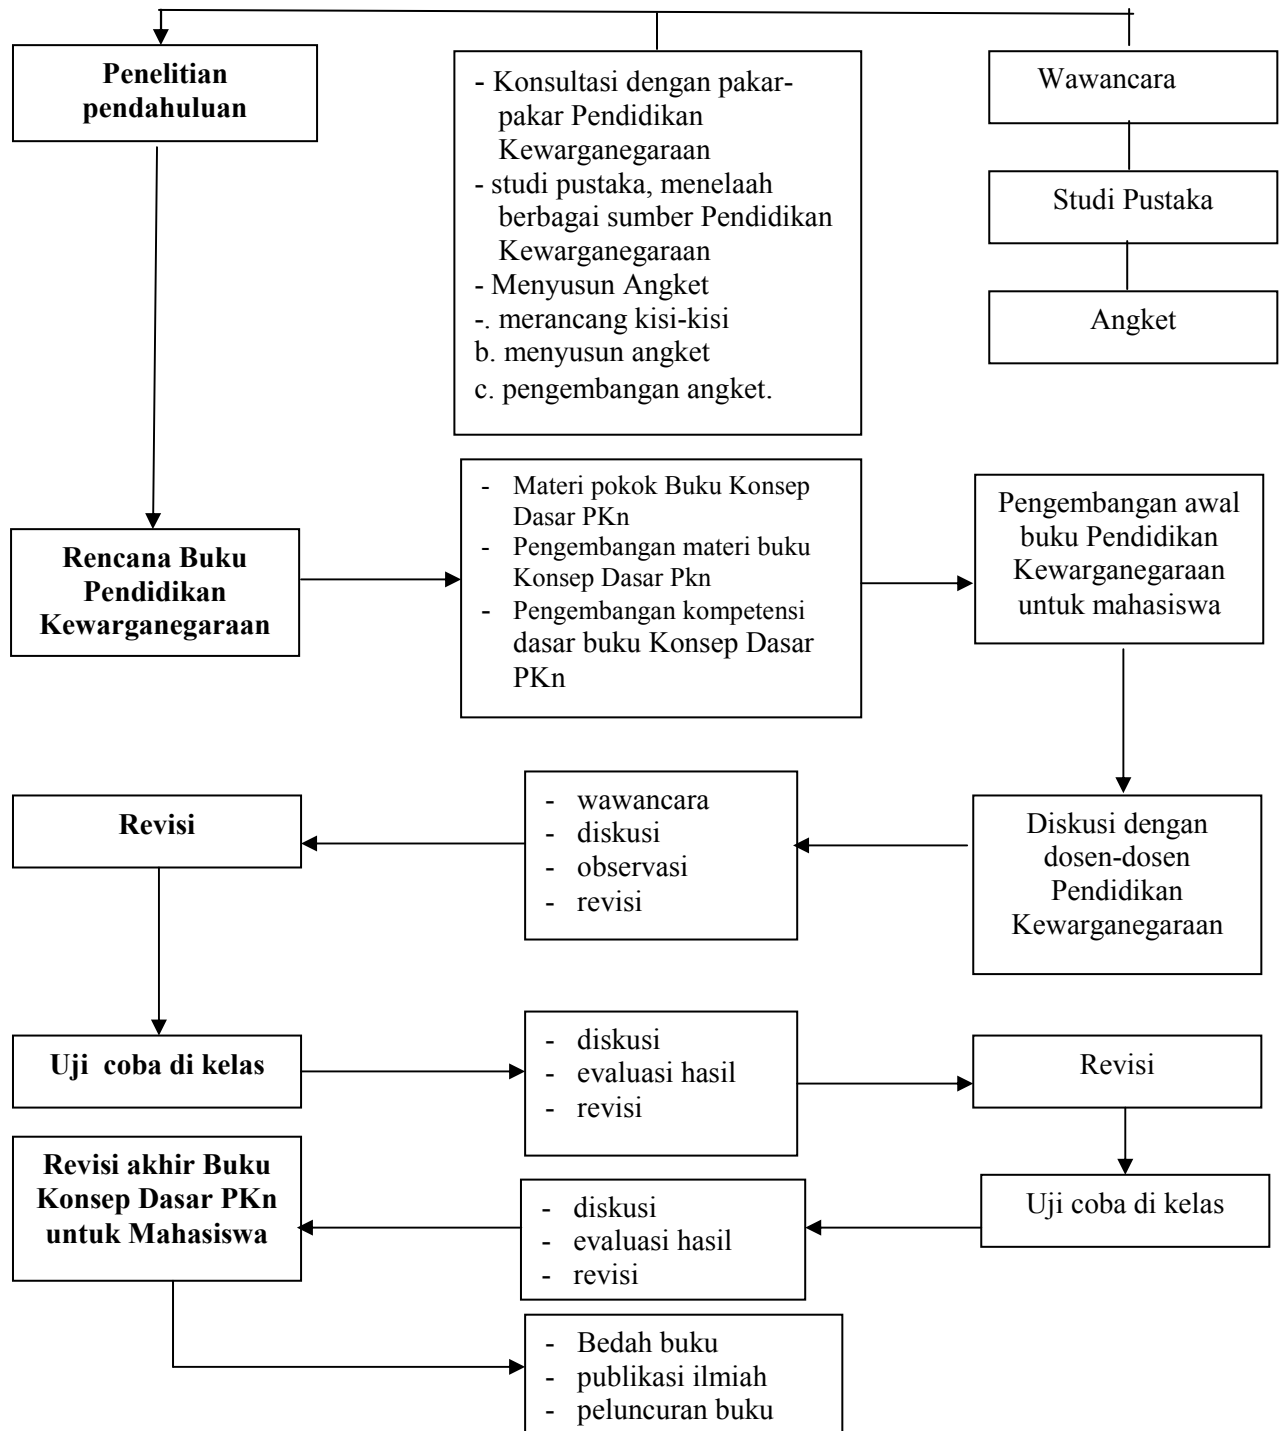 Penelitian
pendahuluan
- Konsultasi dengan pakar-
pakar Pendidikan
Kewarganegaraan
- studi pustaka, menelaah
berbagai sumber Pendidikan
Kewarganegaraan
- Menyusun Angket
-. merancang kisi-kisi
b. menyusun angket
c. pengembangan angket.
Wawancara
Studi Pustaka
Angket
Rencana Buku
Pendidikan
Kewarganegaraan
- Materi pokok Buku Konsep
Dasar PKn
- Pengembangan materi buku
Konsep Dasar Pkn
- Pengembangan kompetensi
dasar buku Konsep Dasar
PKn
Pengembangan awal
buku Pendidikan
Kewarganegaraan
untuk mahasiswa
Revisi
- wawancara
- diskusi
- observasi
- revisi
Diskusi dengan
dosen-dosen
Pendidikan
Kewarganegaraan
Uji coba di kelas
- diskusi
- evaluasi hasil
- revisi
Revisi
Revisi akhir Buku
Konsep Dasar PKn
untuk Mahasiswa
- diskusi
- evaluasi hasil
- revisi
Uji coba di kelas
- Bedah buku
- publikasi ilmiah
- peluncuran buku